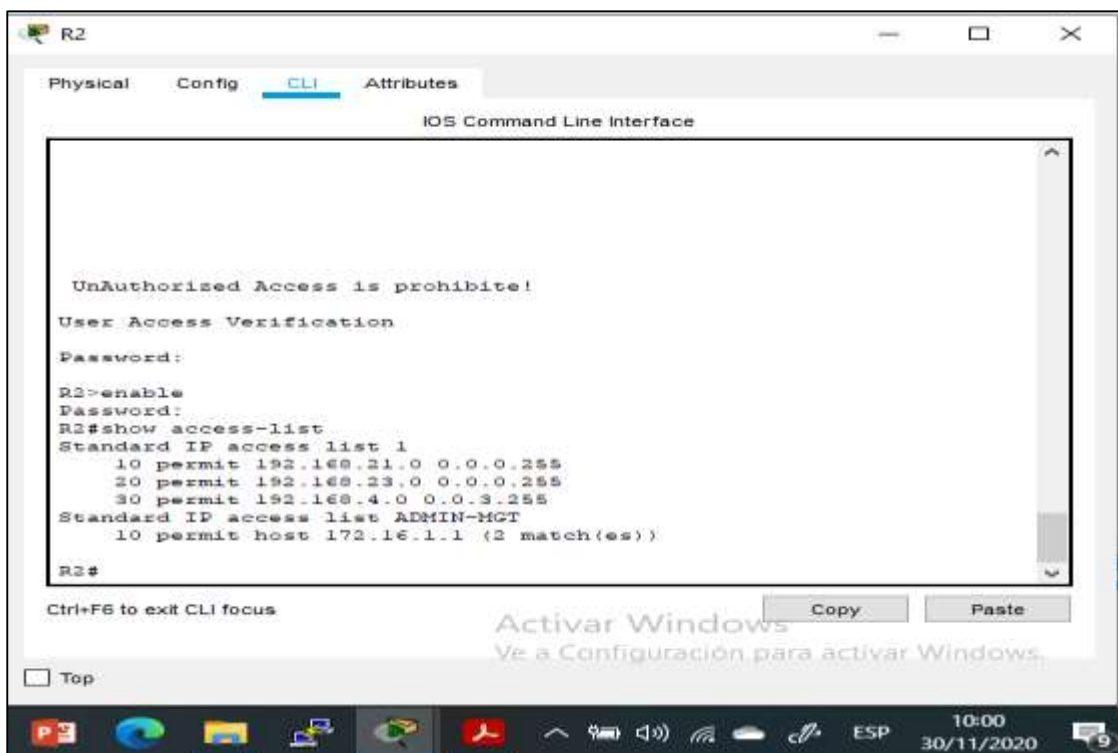 R2
Physical Config CLI Attributes
IOS Command Line Interface
UnAuthorized Access is prohibite!
User Access Verification
Password:
R2>enable
Password:
R2#show access-list
Standard IP access list 1
10 permit 192.168.21.0 0.0.0.255
20 permit 192.168.23.0 0.0.0.255
30 permit 192.168.4.0 0.0.3.255
Standard IP access list ADMIN-MGT
10 permit host 172.16.1.1 (2 match(es))
R2#
Ctrl+F6 to exit CLI focus
Copy Paste
Activar Windows
Ve a Configuración para activar Windows.
Top
ESP
10:00
30/11/2020